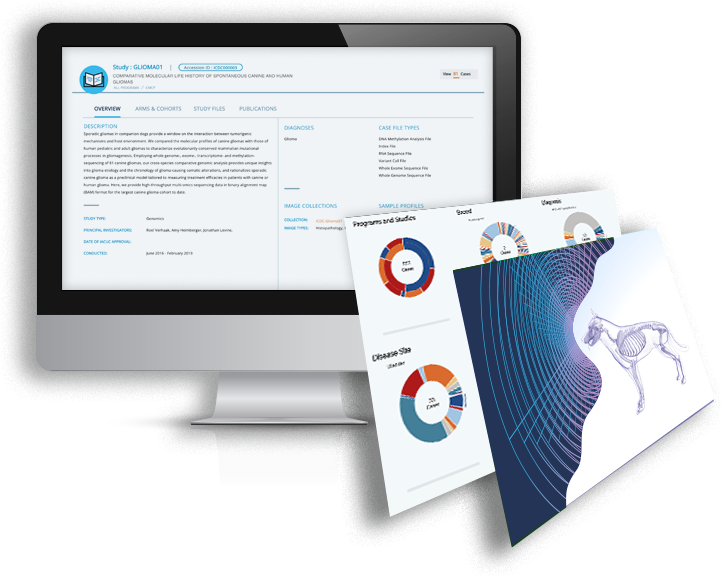 Study : GLIOMA01 | Accession ID : ICDC000009
View 81 Cases
COMPARATIVE MOLECULAR LIFE HISTORY OF SPONTANEOUS CANINE AND HUMAN
GLIOMAS
OVERVIEW ARMS & COHORTS STUDY FILES PUBLICATIONS
DESCRIPTION
Sporadic gliomas in companion dogs provide a window on the interaction between tumorigenic
mechanisms and host environment. We compared the molecular profiles of canine gliomas with those of
human pediatric and adult gliomas to characterize evolutionarily conserved mammalian mutational
processes in gliomagenesis. Employing whole genome-, exome-, transcriptome- and methylation-
sequencing of 81 canine gliomas, our cross-species comparative genomic analysis provides unique insights
into glioma etiology and the chronology of glioma-causing somatic alterations, and rationalizes sporadic
canine glioma as a preclinical model tailored to measuring treatment efficacies in patients with canine or
human glioma. Here, we provide high-throughput multi-omics sequencing data in binary alignment map
(BAM) format for the largest canine glioma cohort to date.
STUDY TYPE: Genomics
PRINCIPAL INVESTIGATORS: Roel Verhaak, Amy Heimberger, Jonathan Levine,
DATE OF IACUC APPROVAL:
CONDUCTED: June 2016 - February 2019
DIAGNOSES
Glioma
CASE FILE TYPES
DNA Methylation Analysis File
Index File
RNA Sequence File
Variant Call File
Whole Exome Sequence File
Whole Genome Sequence File
IMAGE COLLECTIONS
COLLECTION: ICDC-Glioma01
IMAGE TYPES: Histopathology,
SAMPLE PROFILES
Programs and Studies
Cases
Breed
Cases
Diagnosis
Cases
Disease Site
Cases